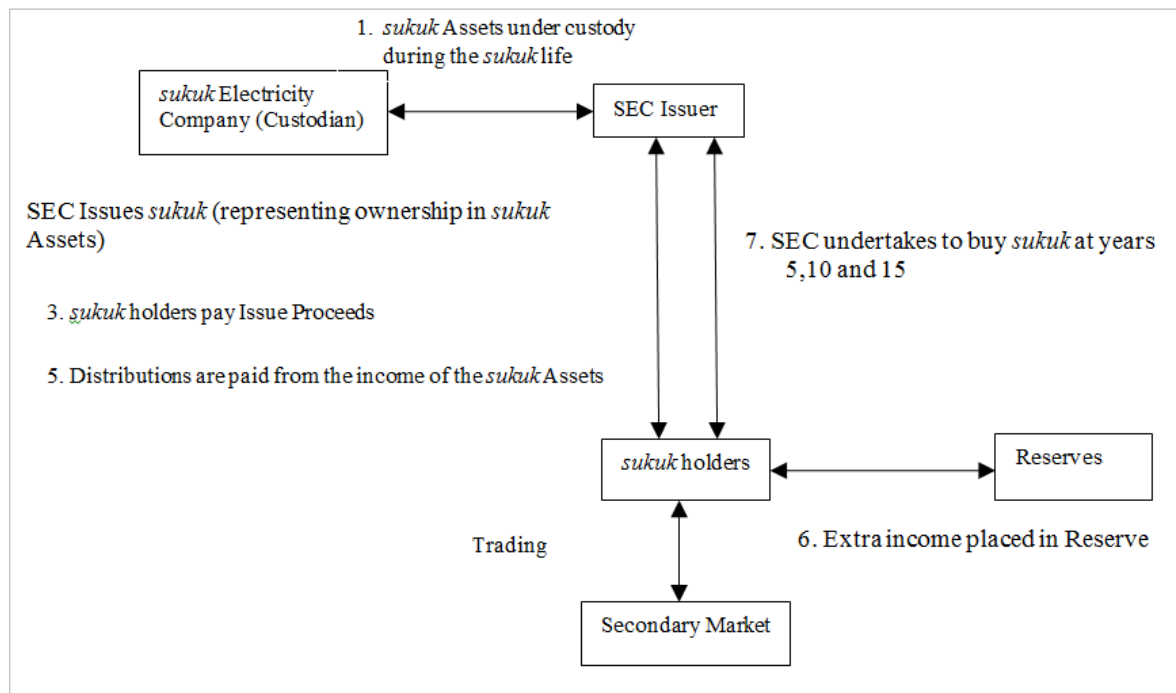 1. sukuk Assets under custody
during the sukuk life
sukuk Electricity
Company (Custodian)
SEC Issuer
SEC Issues sukuk (representing ownership in sukuk
Assets)
7. SEC undertakes to buy sukuk at years
5,10 and 15
3. sukuk holders pay Issue Proceeds
5. Distributions are paid from the income of the sukuk Assets
sukuk holders
Reserves
Trading
6. Extra income placed in Reserve
Secondary Market